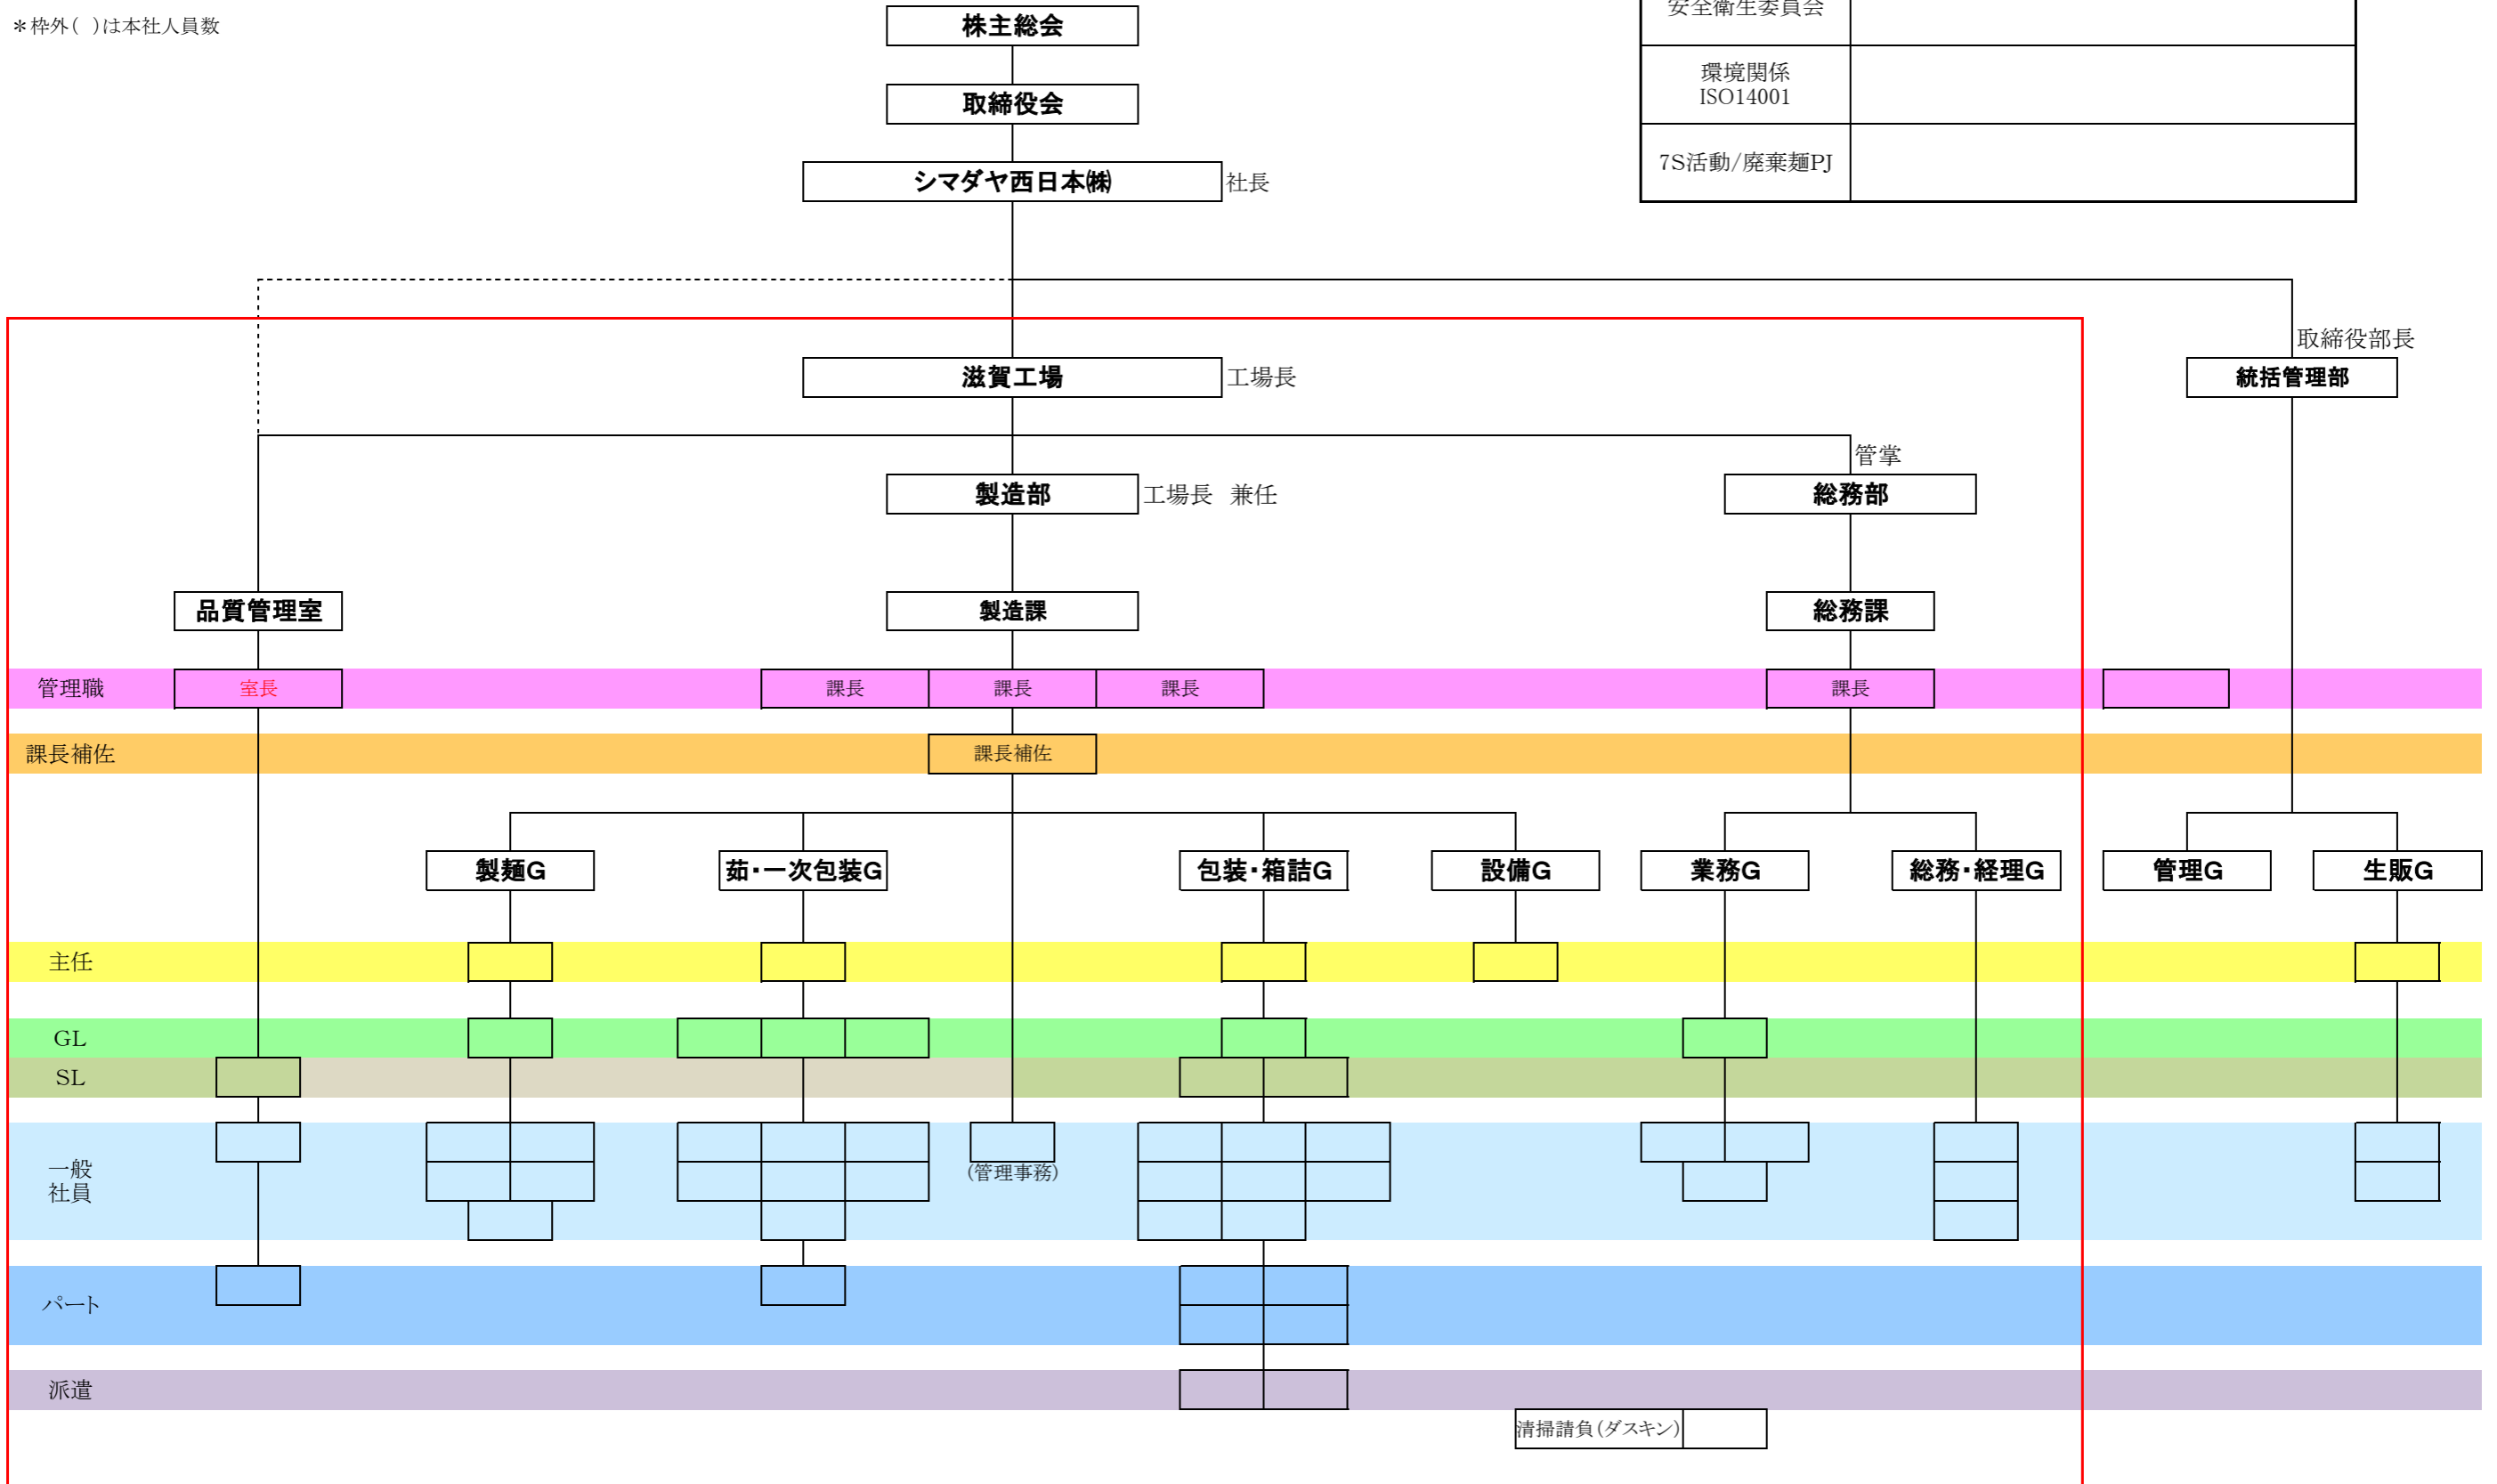 ＊枠外( )は本社人員数
安全衛生委員会
環境関係
ISO14001
7S活動/廃棄麺PJ
株主総会
取締役会
シマダヤ西日本㈱
社長
滋賀工場
工場長
取締役部長
統括管理部
管掌
製造部
工場長 兼任
総務部
品質管理室
製造課
総務課
管理職
室長
課長
課長
課長
課長
課長補佐
課長補佐
製麺G
茹・一次包装G
包装・箱詰G
設備G
業務G
総務・経理G
管理G
生販G
主任
GL
SL
一般
社員
(管理事務)
パート
派遣
清掃請負(ダスキン)